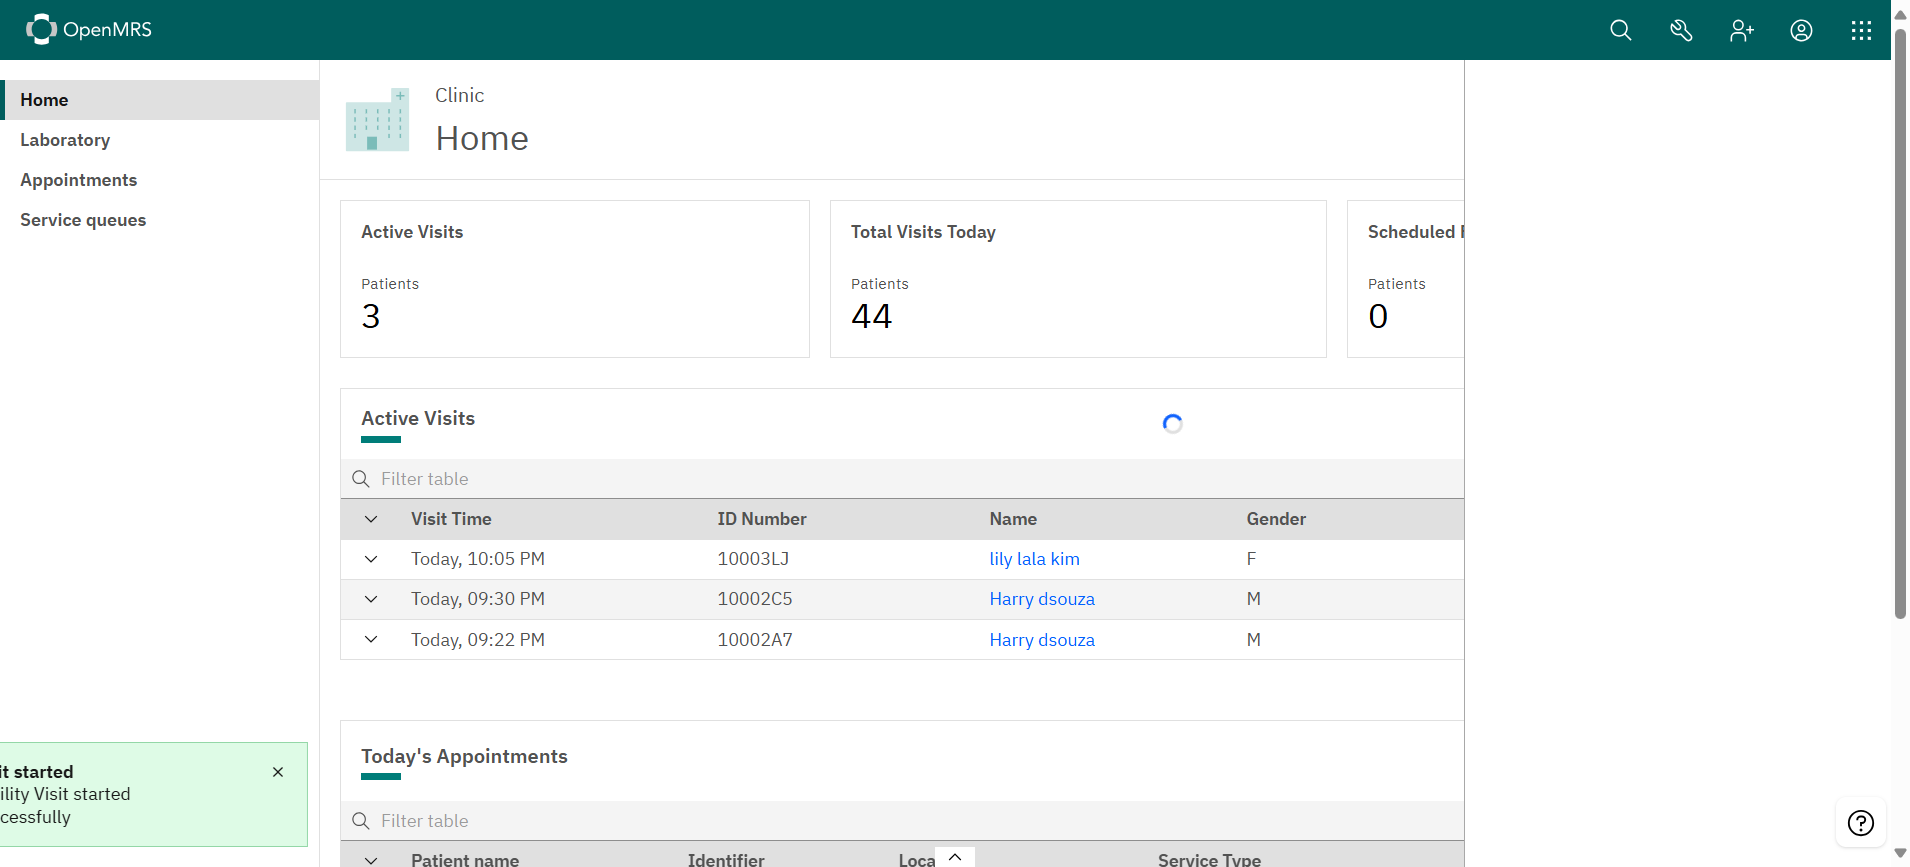 OpenMRS
Home
Laboratory
Appointments
Service queues
Clinic
Home
Active Visits
Patients
3
Total Visits Today
Patients
44
Scheduled
Patients
0
Active Visits
Filter table
Visit Time ID Number Name Gender
Today, 10:05 PM 10003LJ lily lala kim F
Today, 09:30 PM 10002C5 Harry dsouza M
Today, 09:22 PM 10002A7 Harry dsouza M
Today's Appointments
Filter table
Patient name Identifier Loca Service Type
it started
ility Visit started
cessfully